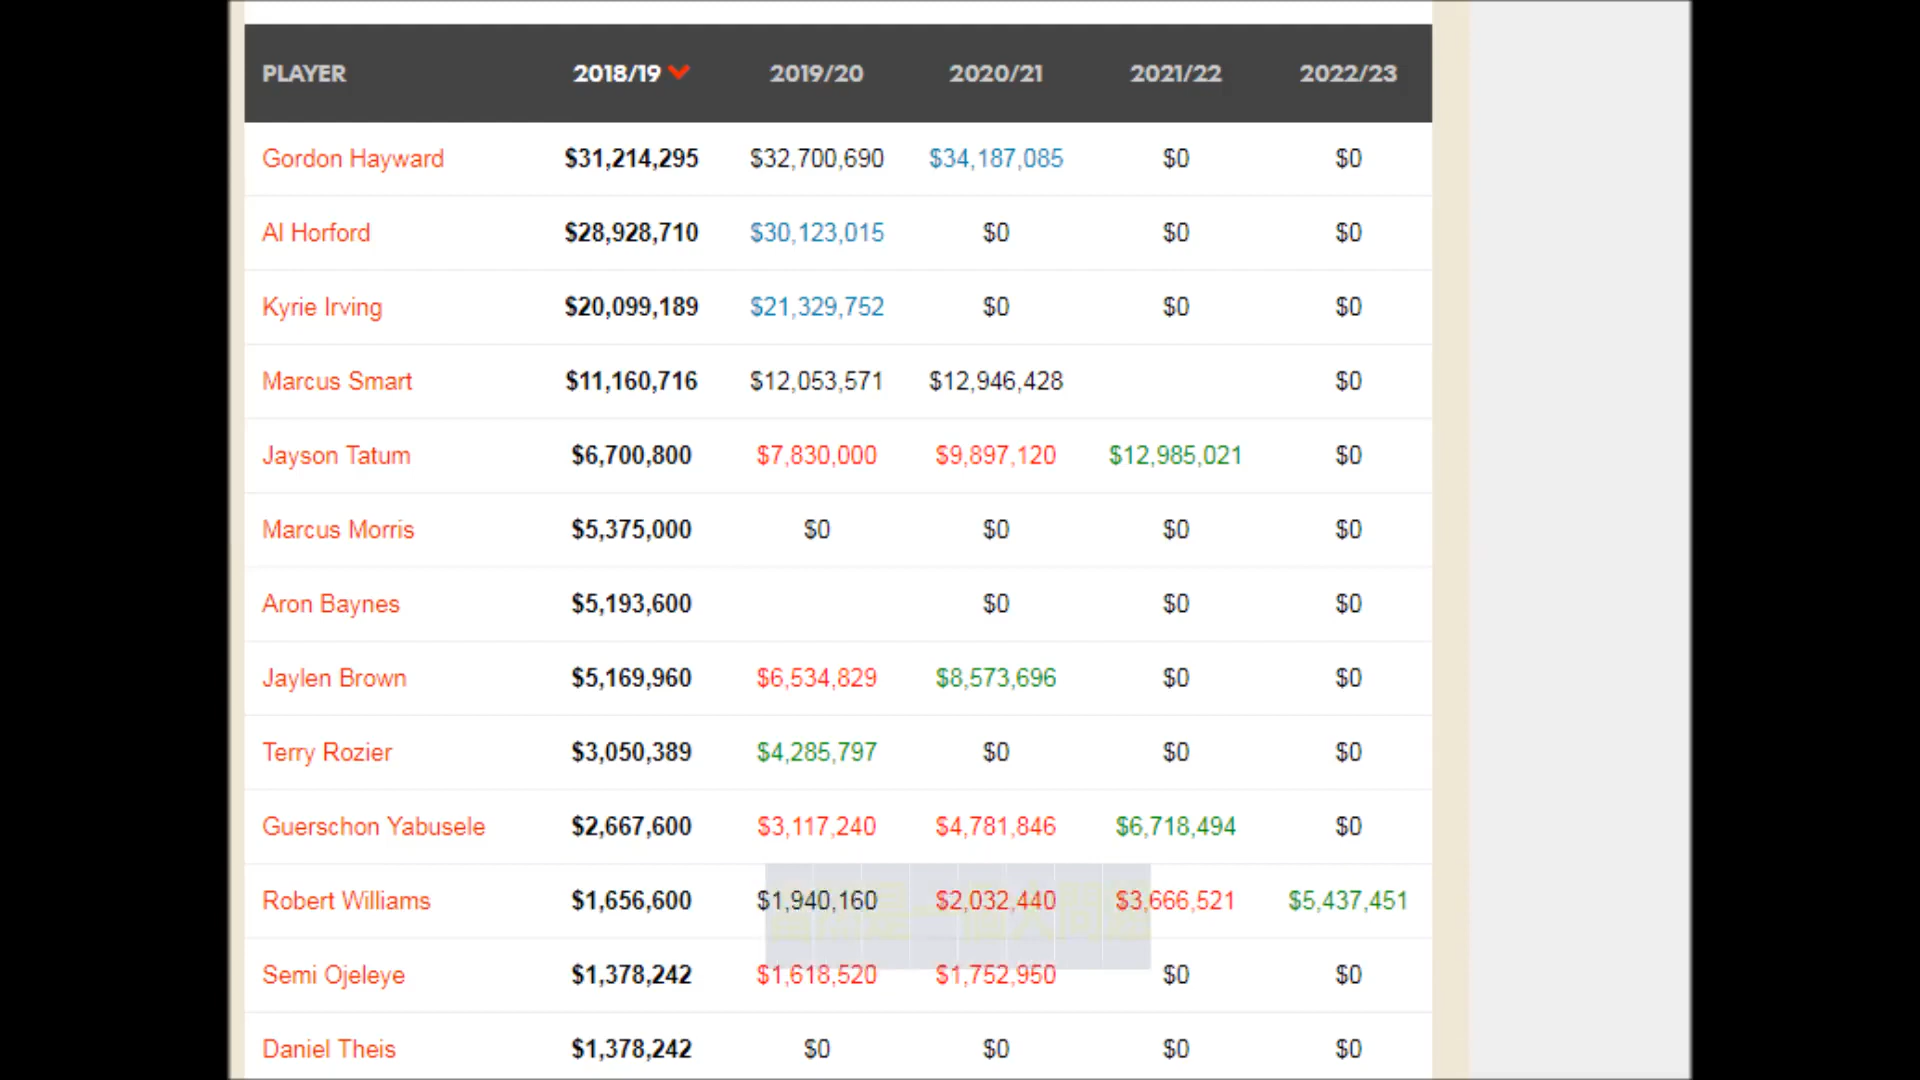 PLAYER 2018/19 2019/20 2020/21 2021/22 2022/23
Gordon Hayward $31,214,295 $32,700,690 $34,187,085 $0 $0
Al Horford $28,928,710 $30,123,015 $0 $0 $0
Kyrie Irving $20,099,189 $21,329,752 $0 $0 $0
Marcus Smart $11,160,716 $12,053,571 $12,946,428 $0
Jayson Tatum $6,700,800 $7,830,000 $9,897,120 $12,985,021 $0
Marcus Morris $5,375,000 $0 $0 $0 $0
Aron Baynes $5,193,600 $0 $0 $0
Jaylen Brown $5,169,960 $6,534,829 $8,573,696 $0 $0
Terry Rozier $3,050,389 $4,285,797 $0 $0 $0
Guerschon Yabusele $2,667,600 $3,117,240 $4,781,846 $6,718,494 $0
Robert Williams $1,656,600 $1,940,160 $2,032,440 $3,666,521 $5,437,451
Semi Ojeleye $1,378,242 $1,618,520 $1,752,950 $0 $0
Daniel Theis $1,378,242 $0 $0 $0 $0